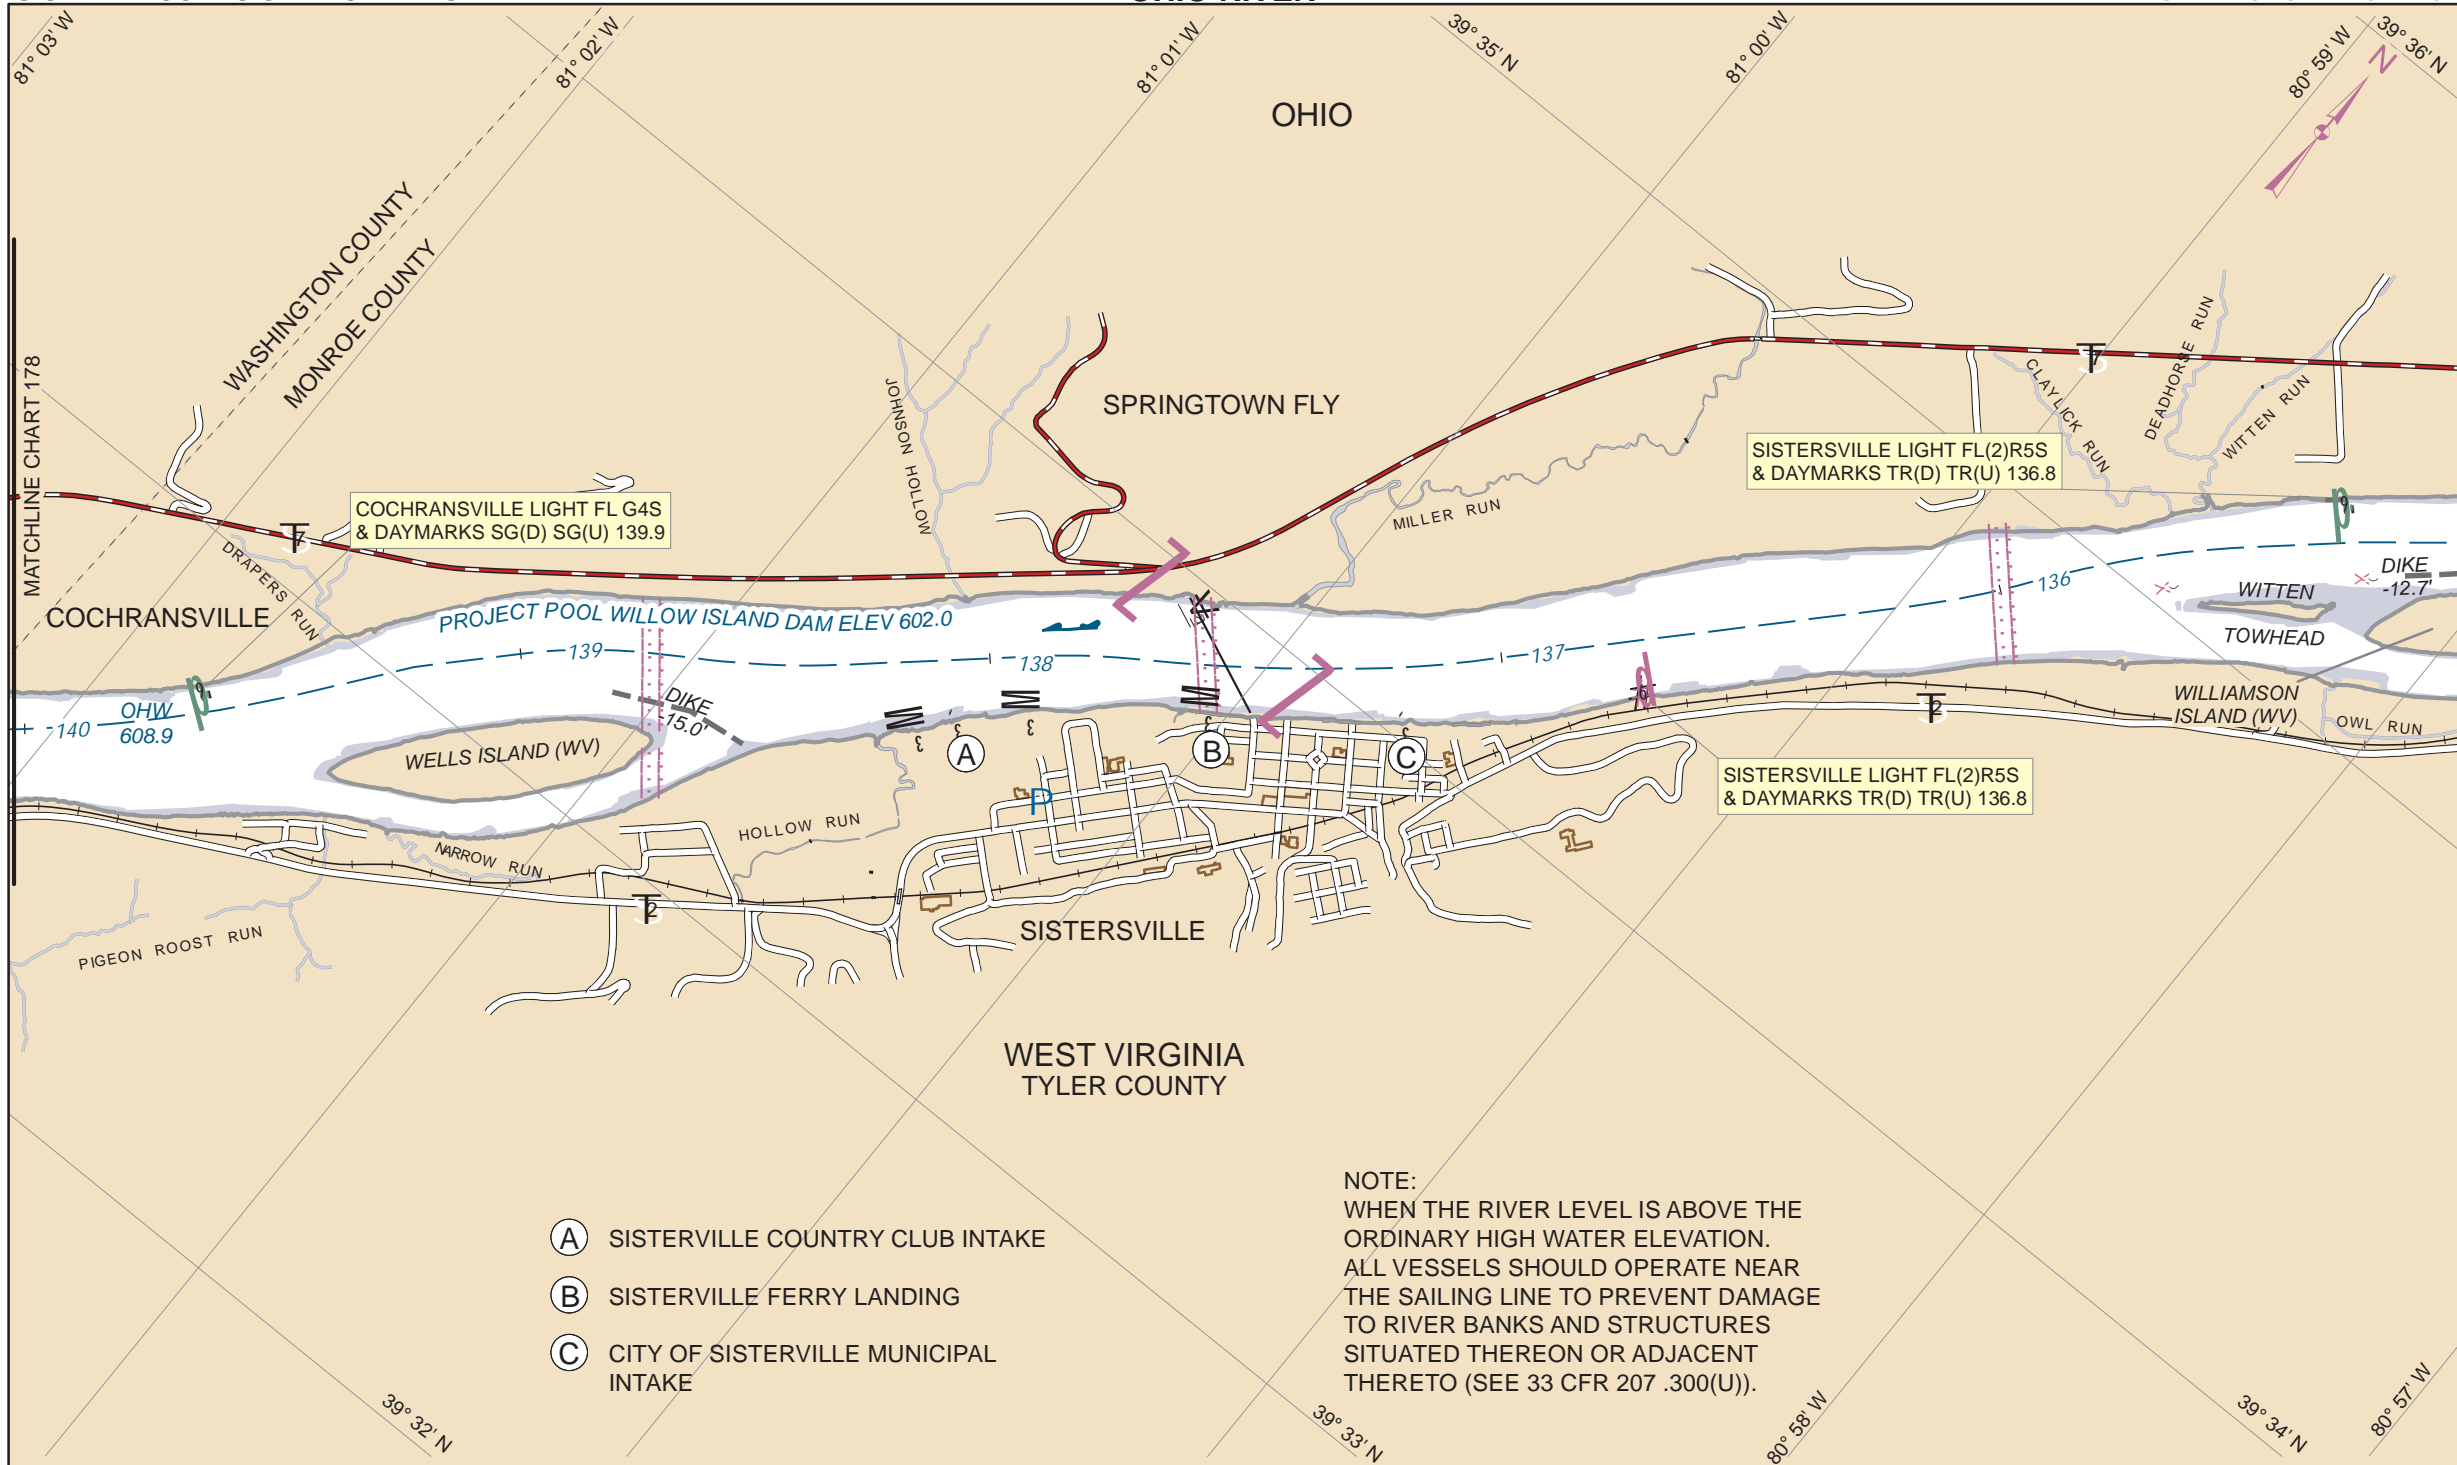 81° 03' W
81° 02' W
81° 01' W
39° 35' N
81° 00' W
80° 59' W
39° 36' N
N
OHIO
WASHINGTON COUNTY
MONROE COUNTY
MATCHLINE CHART 178
SPRINGTOWN FLY
JOHNSON HOLLOW
MILLER RUN
CLAYLICK RUN
DEADHORSE RUN
WITTEN RUN
7
7
COCHRANSVILLE LIGHT FL G4S
& DAYMARKS SG(D) SG(U) 139.9
SISTERSVILLE LIGHT FL(2)R5S
& DAYMARKS TR(D) TR(U) 136.8
DRAPERS RUN
COCHRANSVILLE
PROJECT POOL WILLOW ISLAND DAM ELEV 602.0
140
139
138
137
136
OHW
608.9
DIKE
-15.0'
WELLS ISLAND (WV)
DIKE
-12.7'
WITTEN
TOWHEAD
WILLIAMSON
ISLAND (WV)
OWL RUN
A
B
C
P
2
2
SISTERSVILLE LIGHT FL(2)R5S
& DAYMARKS TR(D) TR(U) 136.8
HOLLOW RUN
NARROW RUN
PIGEON ROOST RUN
SISTERSVILLE
WEST VIRGINIA
TYLER COUNTY
A SISTERVILLE COUNTRY CLUB INTAKE
B SISTERVILLE FERRY LANDING
C CITY OF SISTERVILLE MUNICIPAL
INTAKE
NOTE:
WHEN THE RIVER LEVEL IS ABOVE THE
ORDINARY HIGH WATER ELEVATION.
ALL VESSELS SHOULD OPERATE NEAR
THE SAILING LINE TO PREVENT DAMAGE
TO RIVER BANKS AND STRUCTURES
SITUATED THEREON OR ADJACENT
THERETO (SEE 33 CFR 207 .300(U)).
39° 32' N
39° 33' N
80° 58' W
39° 34' N
80° 57' W